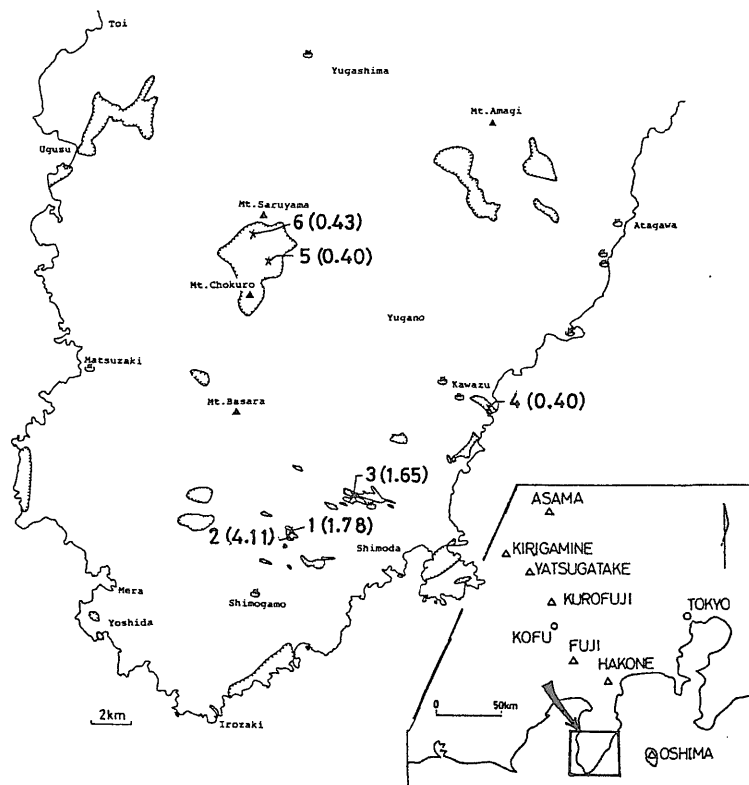 Toi
Yugashima
Mt.Amagi
Ugusu
Mt.Saruyama
6 (0.43)
Atagawa
5 (0.40)
Mt.Chokuro
Yugano
Matsuzaki
Kawazu
4 (0.40)
Mt.Basara
3 (1.65)
1 (1.78)
2 (4.11)
Shimoda
Mera
Shimogamo
Yoshida
2km
Irozaki
ASAMA
KIRIGAMINE
YATSUGATAKE
KUROFUJI
TOKYO
KOFU
FUJI
HAKONE
0 50km
OSHIMA